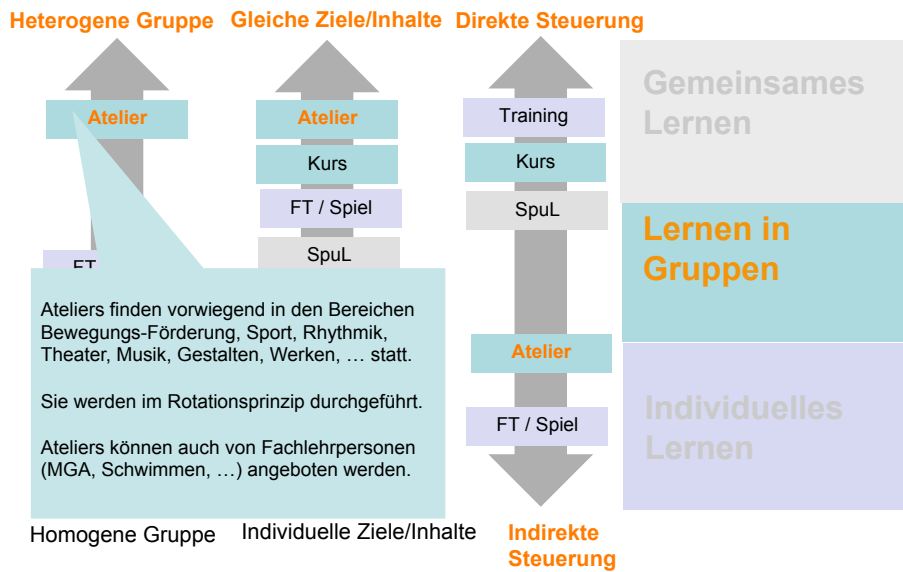 Heterogene Gruppe
Gleiche Ziele/Inhalte
Direkte Steuerung
Atelier
FT
Atelier
Kurs
FT / Spiel
SpuL
Training
Kurs
SpuL
Atelier
FT / Spiel
Gemeinsames
Lernen
Lernen in
Gruppen
Individuelles
Lernen
Ateliers finden vorwiegend in den Bereichen
Bewegungs-Förderung, Sport, Rhythmik,
Theater, Musik, Gestalten, Werken, … statt.
Sie werden im Rotationsprinzip durchgeführt.
Ateliers können auch von Fachlehrpersonen
(MGA, Schwimmen, …) angeboten werden.
Homogene Gruppe
Individuelle Ziele/Inhalte
Indirekte
Steuerung